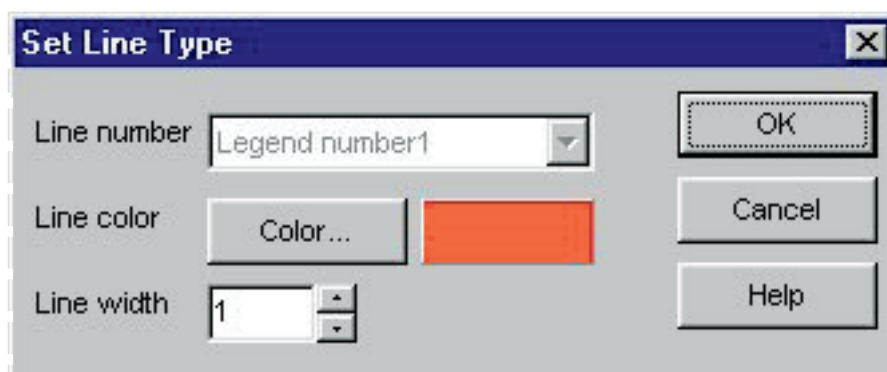 Set Line Type
Line number
Legend number1
OK
Line color
Color...
Cancel
Line width
1
Help